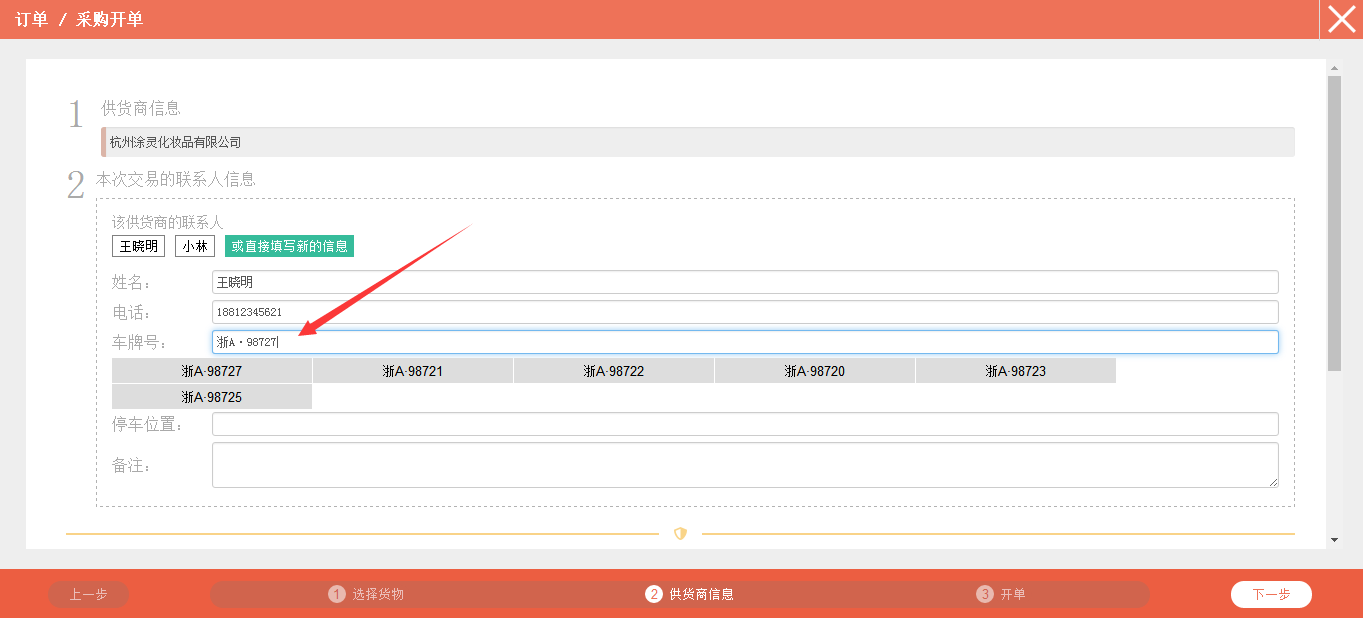 订单 / 采购开单
1 供货商信息
杭州涂灵化妆品有限公司
2 本次交易的联系人信息
该供货商的联系人
王晓明 小林 或直接填写新的信息
姓名: 王晓明
电话: 18812345621
车牌号: 浙A·98727
浙A·98727 浙A·98721 浙A·98722 浙A·98720 浙A·98723
浙A·98725
停车位置:
备注:
上一步 1 选择货物 2 供货商信息 3 开单 下一步